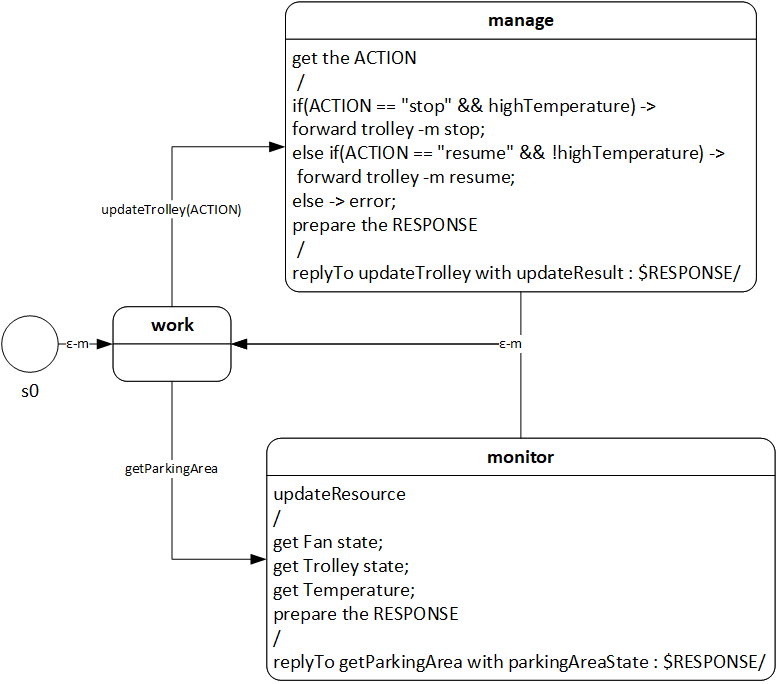 manage
get the ACTION
/
if(ACTION == "stop" && highTemperature) ->
forward trolley -m stop;
else if(ACTION == "resume" && !highTemperature) ->
forward trolley -m resume;
else -> error;
prepare the RESPONSE
/
replyTo updateTrolley with updateResult : $RESPONSE/
updateTrolley(ACTION)
work
ε-m
ε-m
s0
getParkingArea
monitor
updateResource
/
get Fan state;
get Trolley state;
get Temperature;
prepare the RESPONSE
/
replyTo getParkingArea with parkingAreaState : $RESPONSE/